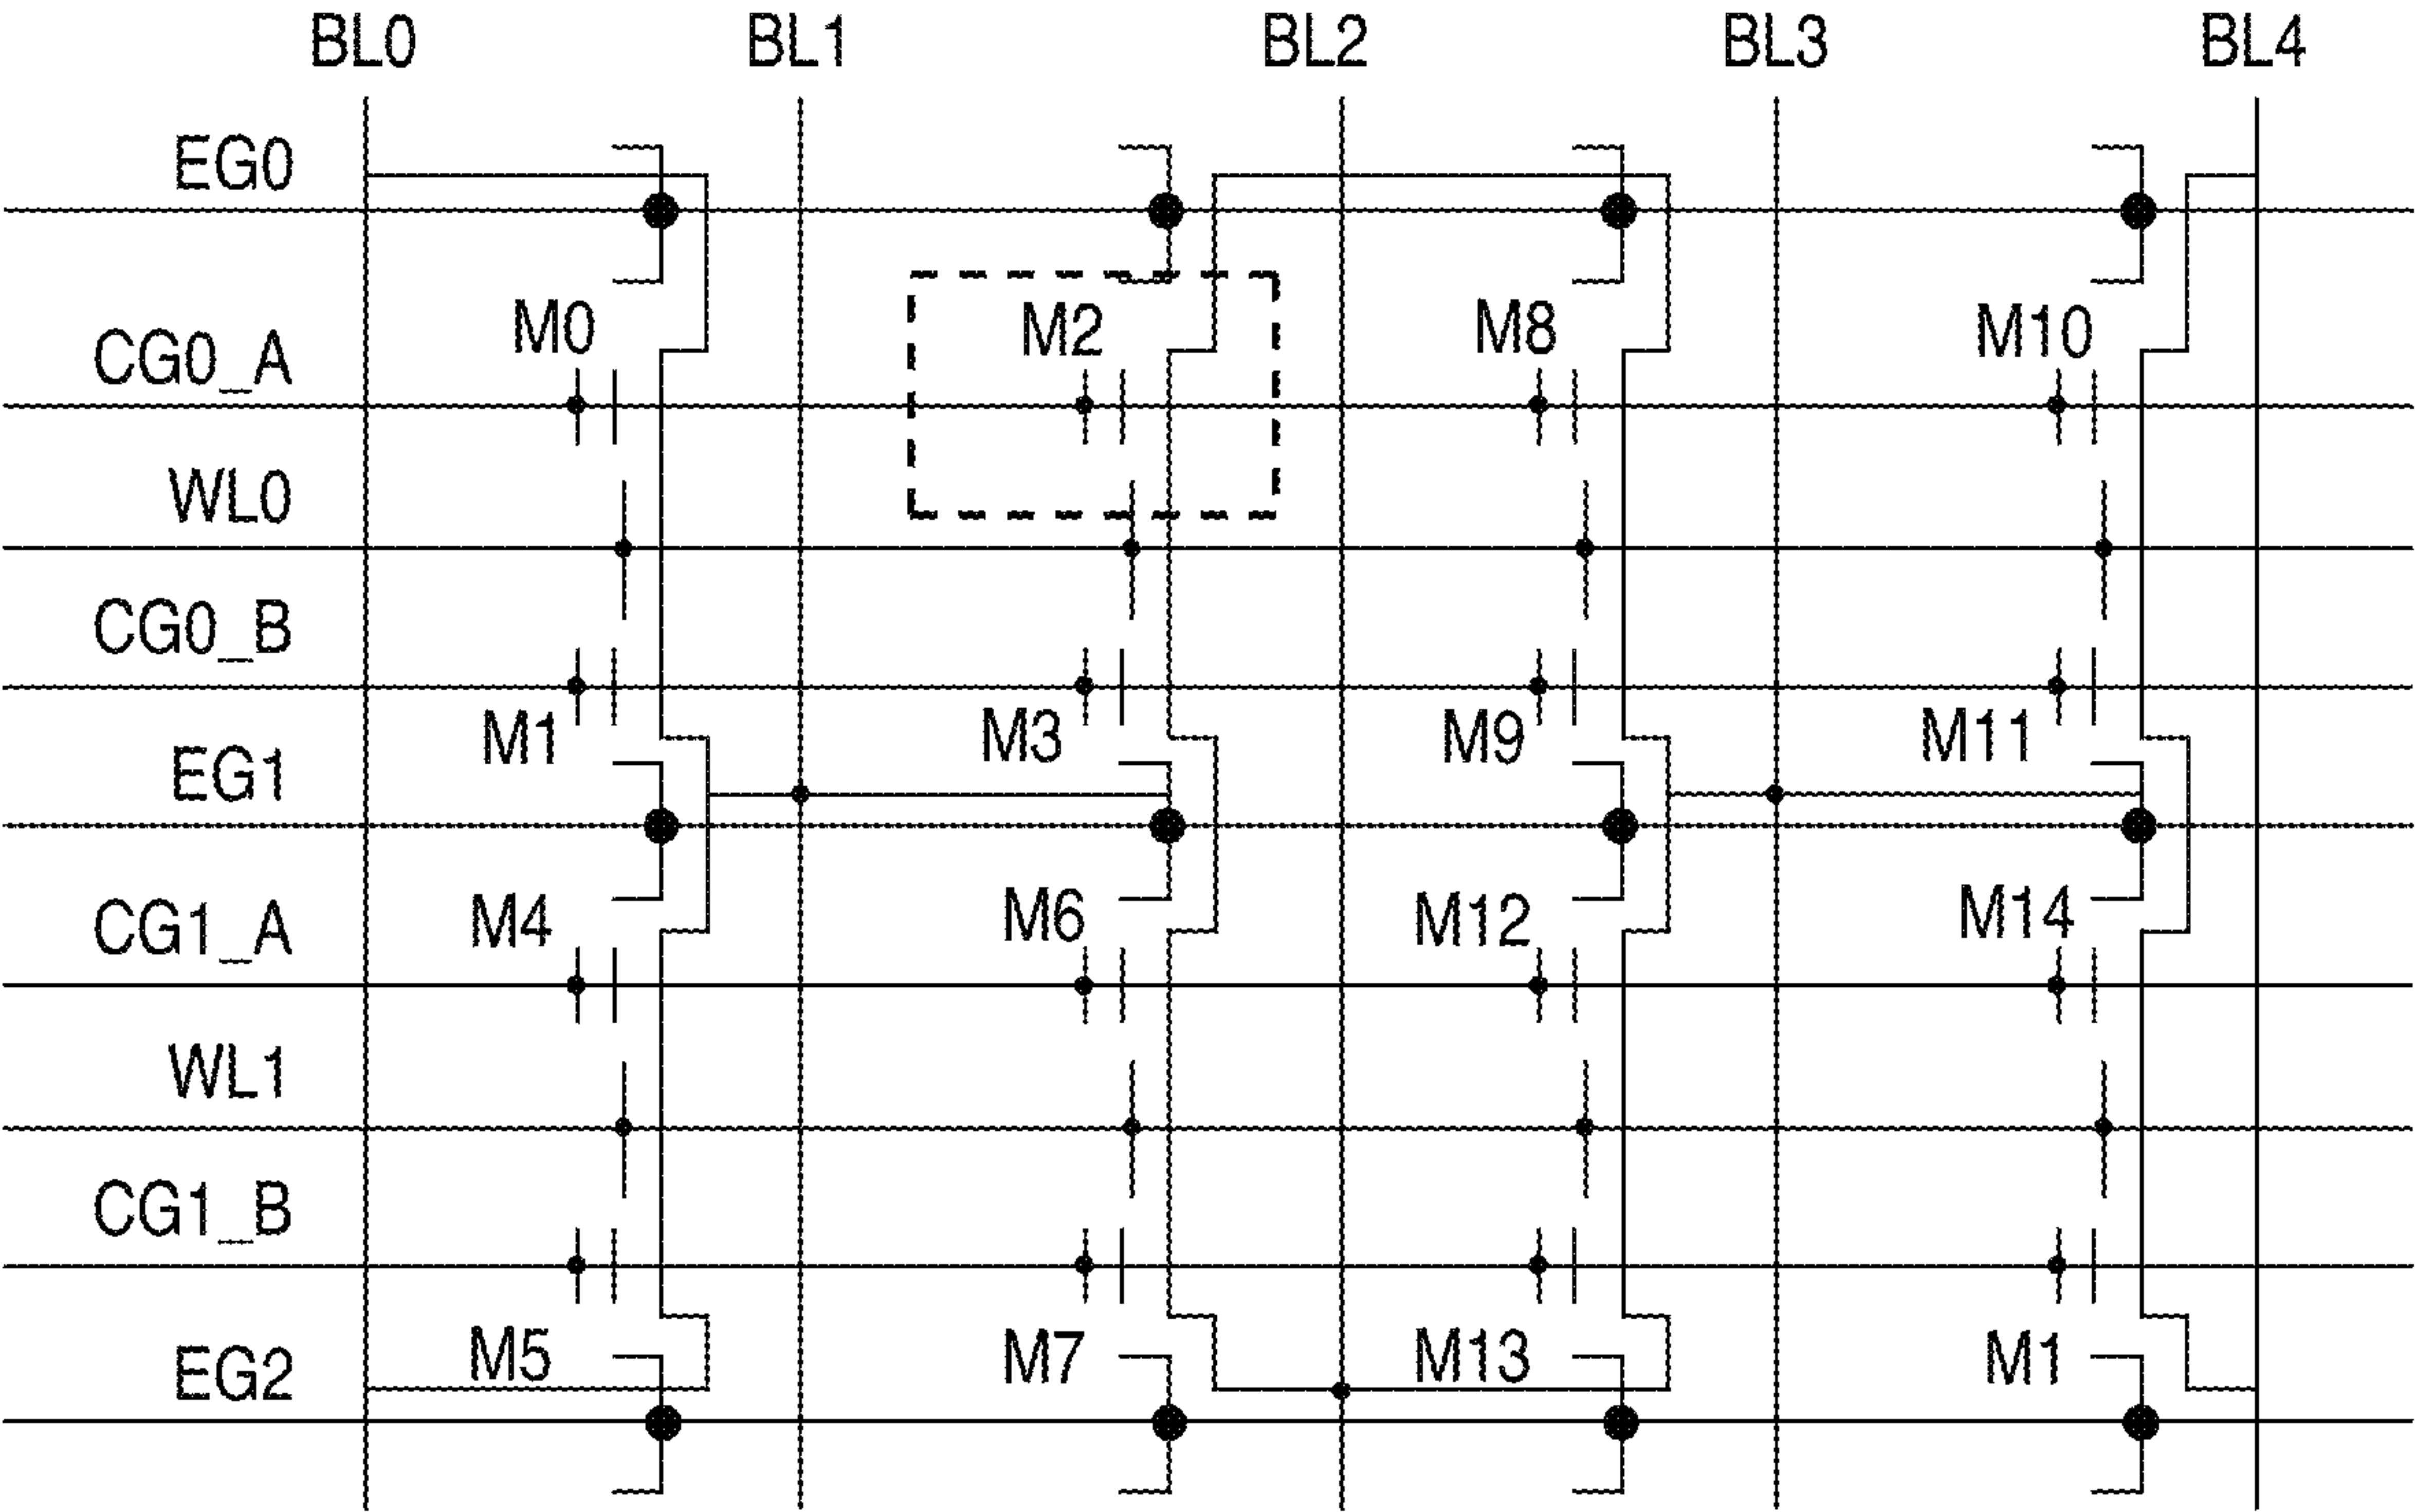 BL0 BL1 BL2 BL3 BL4
EG0
M0 M2 M8 M10
CG0_A
WL0
CG0_B
M1 M3 M9 M11
EG1
M4 M6 M12 M14
CG1_A
WL1
CG1_B
M5 M7 M13 M1
EG2